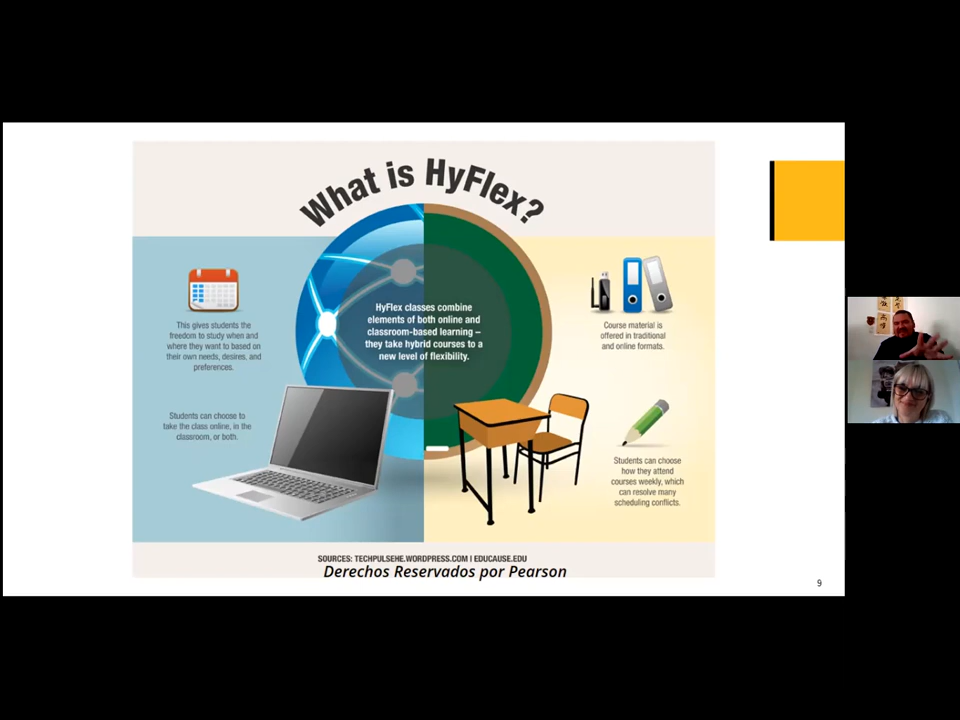 What is HyFlex?
HyFlex classes combine
elements of both online and
classroom-based learning –
they take hybrid courses to a
new level of flexibility.
This gives students the
freedom to study when and
where they want to based on
their own needs, desires, and
preferences.
Students can choose to
take the class online, in the
classroom, or both.
Course material is
offered in traditional
and online formats.
Students can choose
how they attend
courses weekly, which
can resolve many
scheduling conflicts.
SOURCES: TECHPULSEHE.WORDPRESS.COM | EDUCAUSE.EDU
Derechos Reservados por Pearson
9